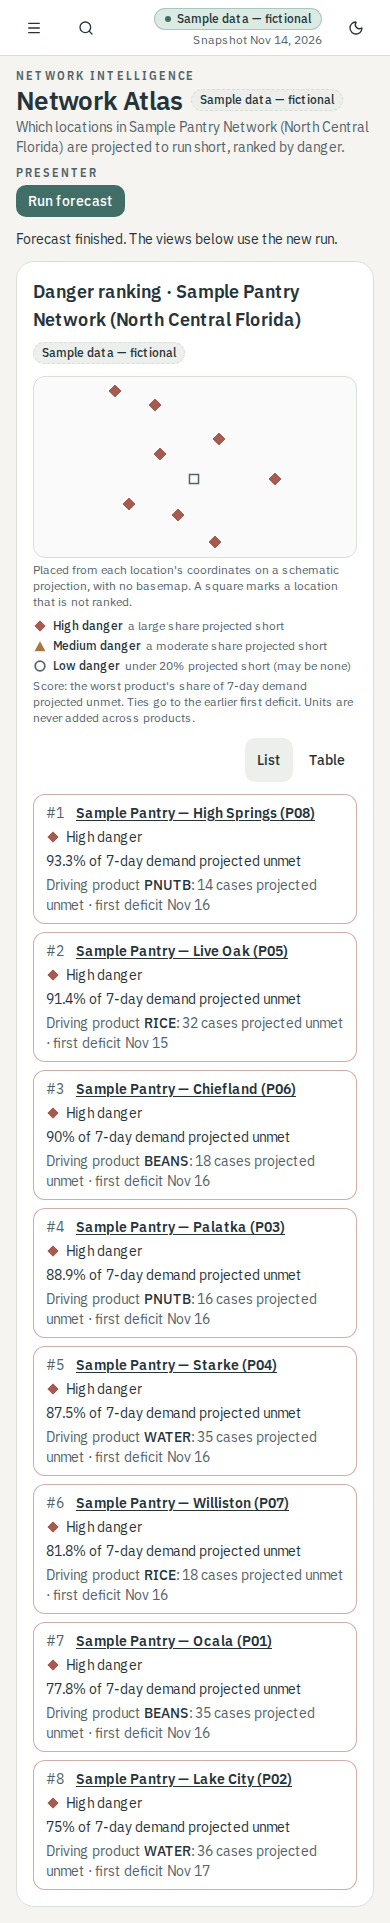 Sample data — fictional
Snapshot Nov 14, 2026
NETWORK INTELLIGENCE
Network Atlas Sample data — fictional
Which locations in Sample Pantry Network (North Central
Florida) are projected to run short, ranked by danger.
PRESENTER
Run forecast
Forecast finished. The views below use the new run.
Danger ranking · Sample Pantry
Network (North Central Florida)
Sample data — fictional
Placed from each location's coordinates on a schematic
projection, with no basemap. A square marks a location
that is not ranked.
High danger a large share projected short
Medium danger a moderate share projected short
Low danger under 20% projected short (may be none)
Score: the worst product's share of 7-day demand
projected unmet. Ties go to the earlier first deficit. Units are
never added across products.
List Table
#1 Sample Pantry — High Springs (P08)
High danger
93.3% of 7-day demand projected unmet
Driving product PNUTB: 14 cases projected
unmet · first deficit Nov 16
#2 Sample Pantry — Live Oak (P05)
High danger
91.4% of 7-day demand projected unmet
Driving product RICE: 32 cases projected unmet
· first deficit Nov 15
#3 Sample Pantry — Chiefland (P06)
High danger
90% of 7-day demand projected unmet
Driving product BEANS: 18 cases projected
unmet · first deficit Nov 16
#4 Sample Pantry — Palatka (P03)
High danger
88.9% of 7-day demand projected unmet
Driving product PNUTB: 16 cases projected
unmet · first deficit Nov 16
#5 Sample Pantry — Starke (P04)
High danger
87.5% of 7-day demand projected unmet
Driving product WATER: 35 cases projected
unmet · first deficit Nov 16
#6 Sample Pantry — Williston (P07)
High danger
81.8% of 7-day demand projected unmet
Driving product RICE: 18 cases projected unmet
· first deficit Nov 16
#7 Sample Pantry — Ocala (P01)
High danger
77.8% of 7-day demand projected unmet
Driving product BEANS: 35 cases projected
unmet · first deficit Nov 16
#8 Sample Pantry — Lake City (P02)
High danger
75% of 7-day demand projected unmet
Driving product WATER: 36 cases projected
unmet · first deficit Nov 17